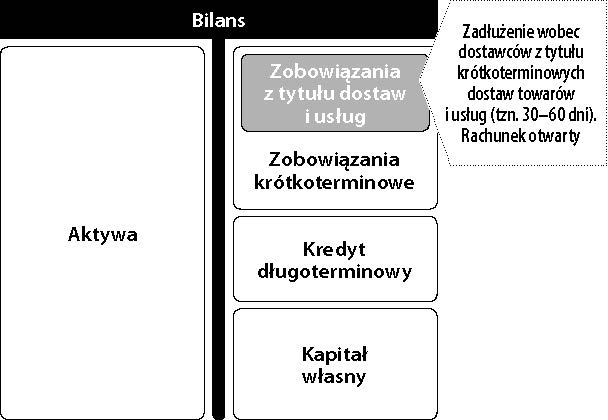 Bilans
Aktywa
Zobowiązania
z tytułu dostaw
i usług
Zobowiązania
krótkoterminowe
Kredyt
długoterminowy
Kapitał
własny
Zadłużenie wobec
dostawców z tytułu
krótkoterminowych
dostaw towarów
i usług (tzn. 30–60 dni).
Rachunek otwarty